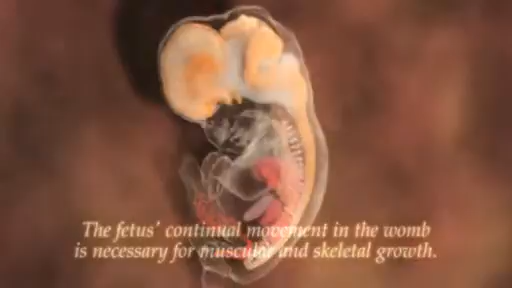 The fetus' continual movement in the womb
is necessary for muscular and skeletal growth.